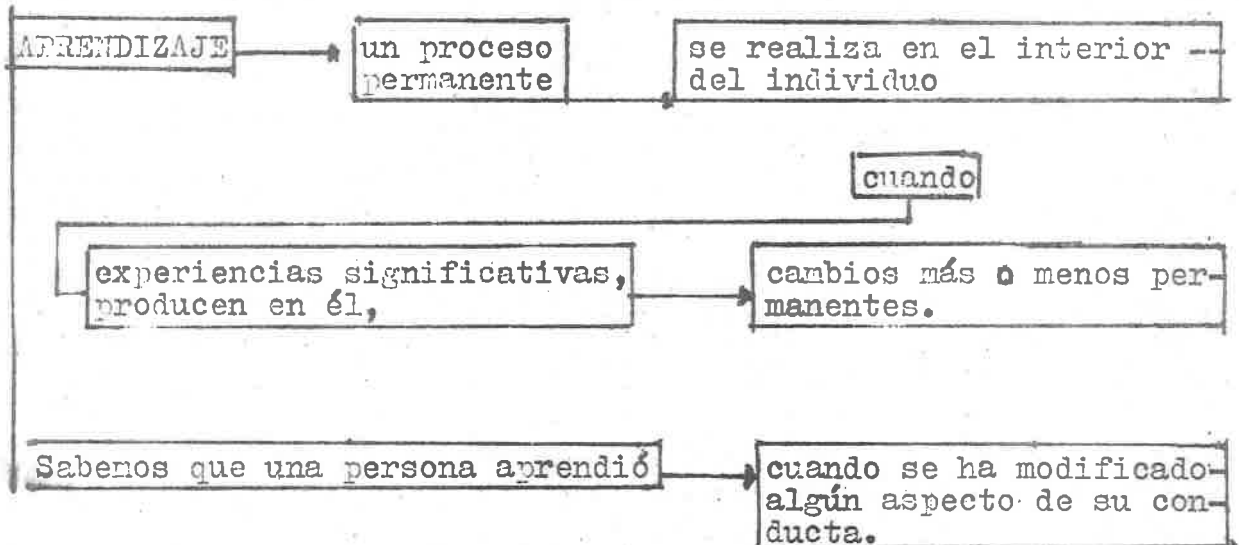 APRENDIZAJE
un proceso
permanente
se realiza en el interior --
del individuo
cuando
experiencias significativas,
producen en él,
cambios más o menos per-
manentes.
Sabemos que una persona aprendió
cuando se ha modificado-
algún aspecto de su con-
ducta.